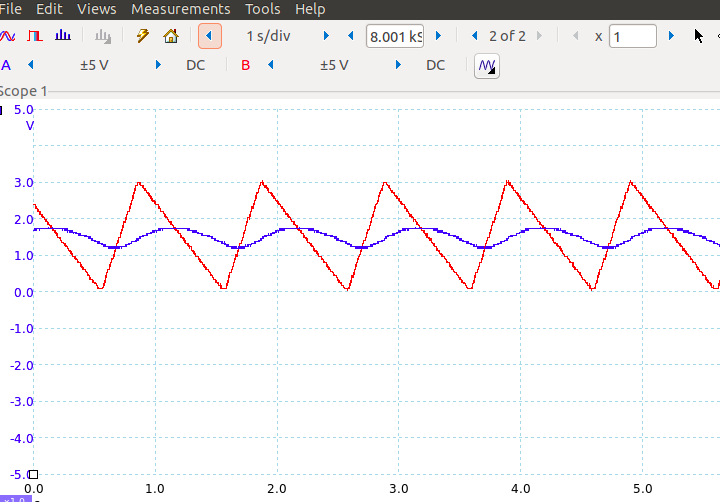 File Edit Views Measurements Tools Help
1 s/div 8.001 kS 2 of 2 x 1
A ±5 V DC B ±5 V DC
Scope 1
5.0
V
3.0
2.0
1.0
0.0
-1.0
-2.0
-3.0
-4.0
-5.0
0.0 1.0 2.0 3.0 4.0 5.0